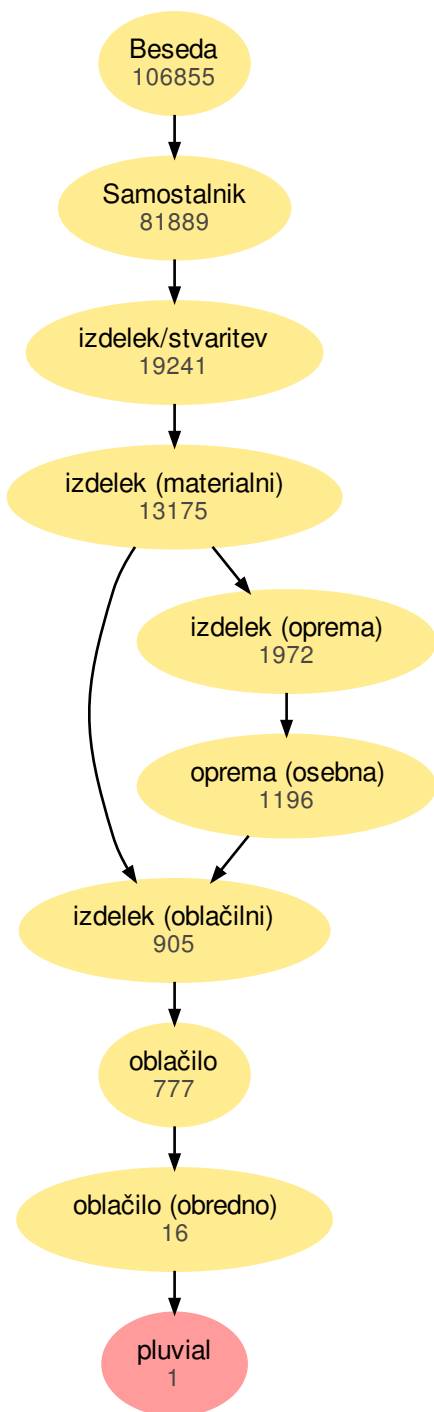 Beseda
106855
Samostalnik
81889
izdelek/stvaritev
19241
izdelek (materialni)
13175
izdelek (oprema)
1972
oprema (osebna)
1196
izdelek (oblačilni)
905
oblačilo
777
oblačilo (obredno)
16
pluvial
1